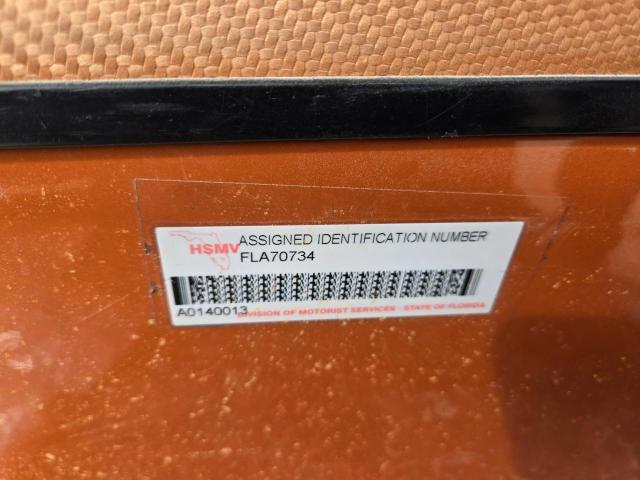 HSMV
ASSIGNED IDENTIFICATION NUMBER
FLA70734
A0140013
DIVISION OF MOTORIST SERVICES - STATE OF FLORIDA